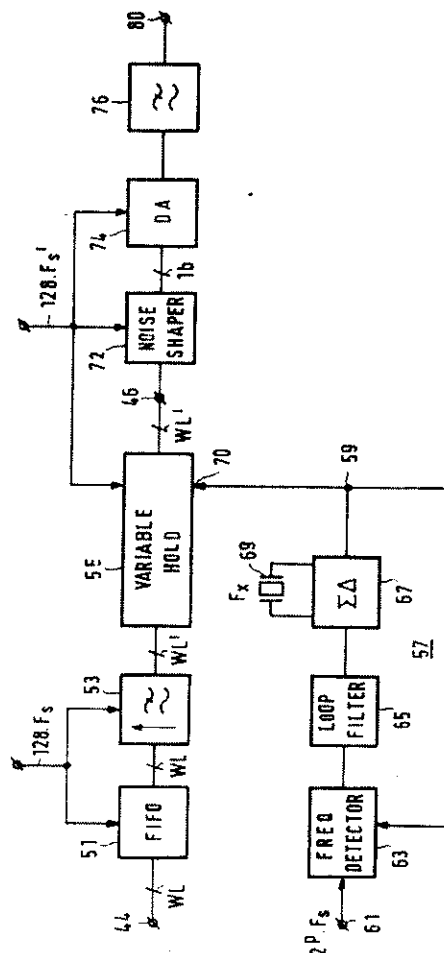 44
WL
FIFO
51
128.Fs
WL
53
WL'
VARIABLE HOLD
55
70
WL'
46
128.Fs'
NOISE SHAPER
72
1b
DA
74
76
80
2^P.Fs
61
FREQ DETECTOR
63
LOOP FILTER
65
ΣΔ
67
Fx
69
59
57